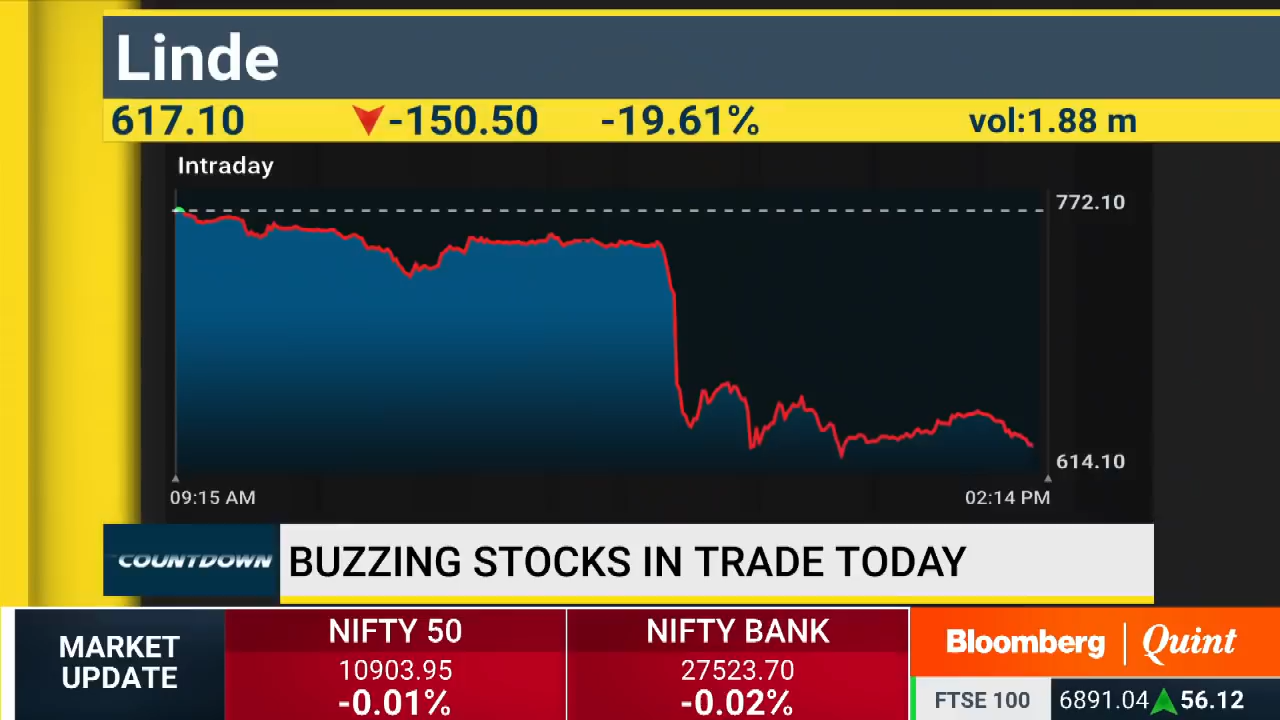 Linde
617.10 -150.50 -19.61% vol:1.88 m
Intraday
772.10
614.10
09:15 AM 02:14 PM
COUNTDOWN BUZZING STOCKS IN TRADE TODAY
MARKET UPDATE
NIFTY 50
10903.95
-0.01%
NIFTY BANK
27523.70
-0.02%
Bloomberg | Quint
FTSE 100 6891.04 56.12